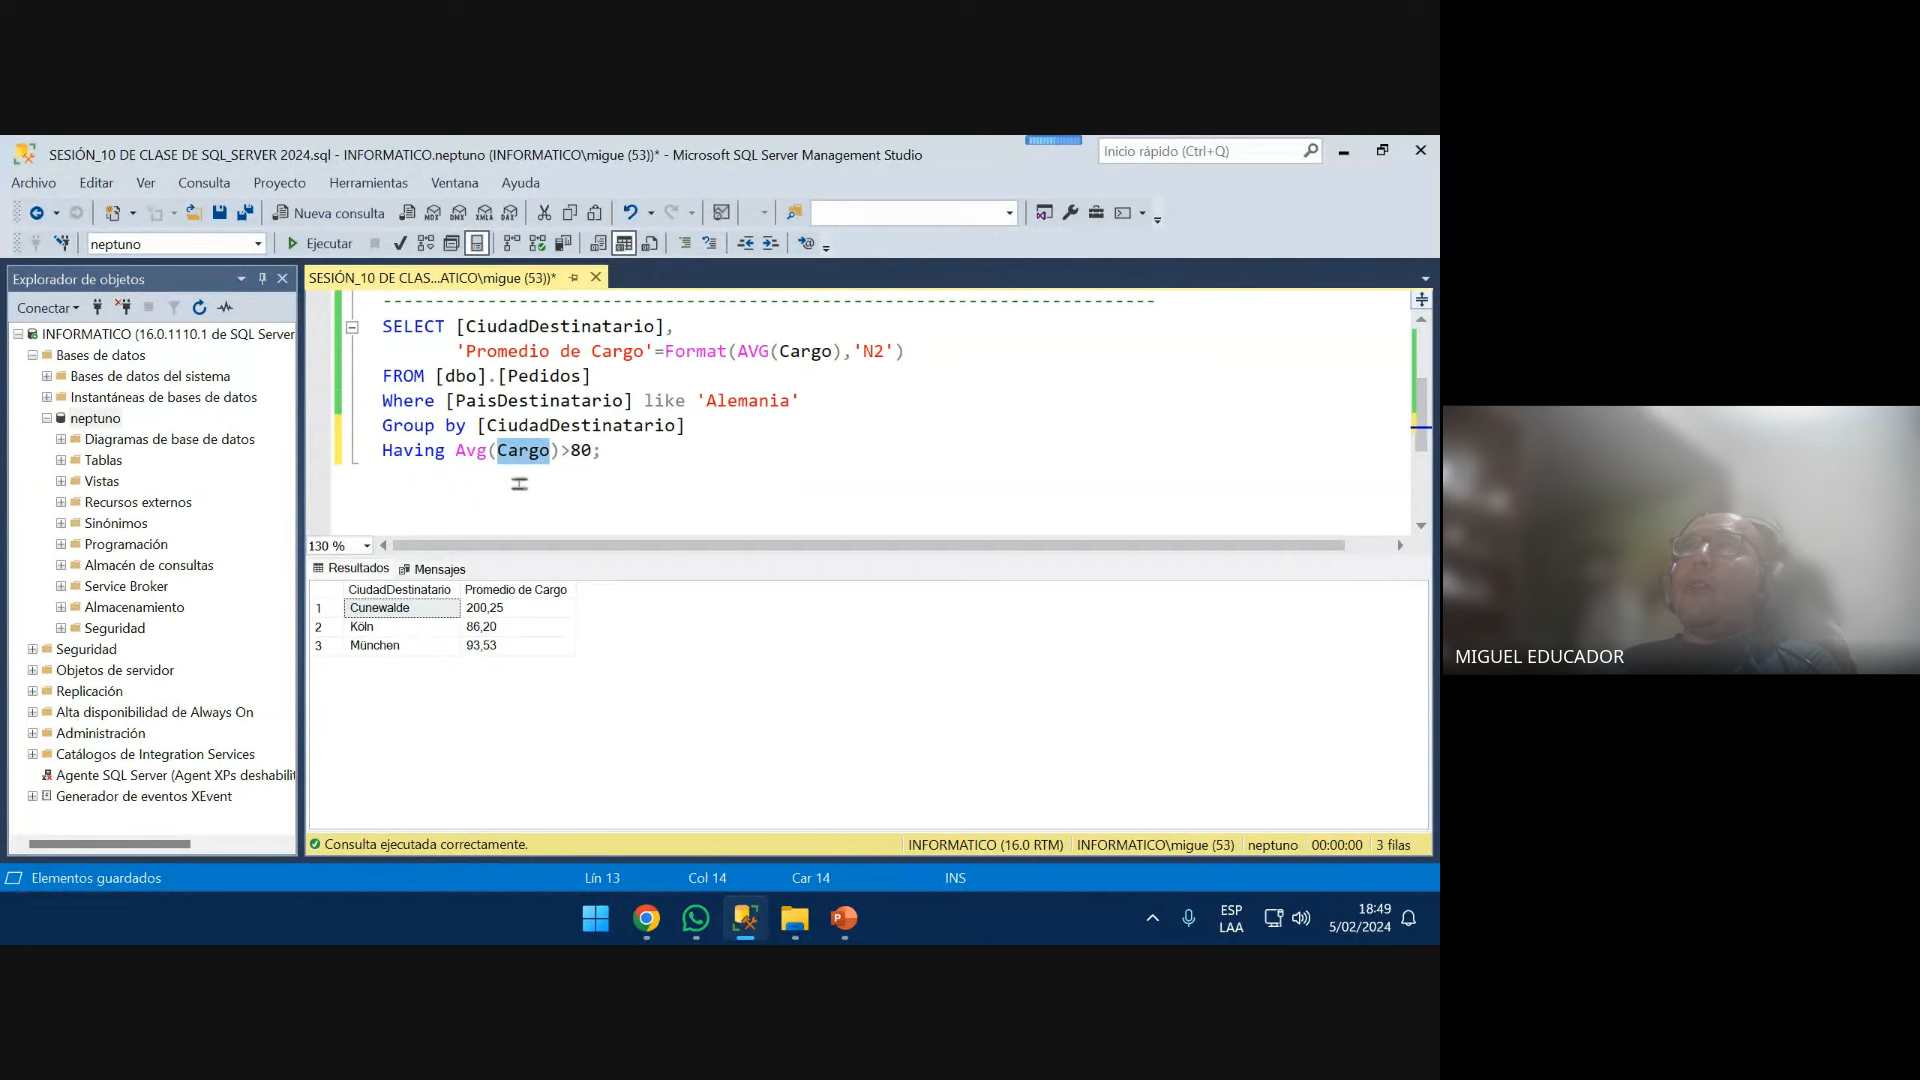 SESIÓN_10 DE CLASE DE SQL_SERVER 2024.sql - INFORMATICO.neptuno (INFORMATICO\migue (53))* - Microsoft SQL Server Management Studio
Inicio rápido (Ctrl+Q)
Archivo Editar Ver Consulta Proyecto Herramientas Ventana Ayuda
Nueva consulta MDX DMX XMLA DAX
neptuno Ejecutar
Explorador de objetos
SESIÓN_10 DE CLAS...ATICO\migue (53))*
Conectar
INFORMATICO (16.0.1110.1 de SQL Server
Bases de datos
Bases de datos del sistema
Instantáneas de bases de datos
neptuno
Diagramas de base de datos
Tablas
Vistas
Recursos externos
Sinónimos
Programación
Almacén de consultas
Service Broker
Almacenamiento
Seguridad
Seguridad
Objetos de servidor
Replicación
Alta disponibilidad de Always On
Administración
Catálogos de Integration Services
Agente SQL Server (Agent XPs deshabilit
Generador de eventos XEvent
--------------------------------------------------------------------------
SELECT [CiudadDestinatario],
'Promedio de Cargo'=Format(AVG(Cargo),'N2')
FROM [dbo].[Pedidos]
Where [PaisDestinatario] like 'Alemania'
Group by [CiudadDestinatario]
Having Avg(Cargo)>80;
130 %
Resultados Mensajes
CiudadDestinatario Promedio de Cargo
1 Cunewalde 200,25
2 Köln 86,20
3 München 93,53
Consulta ejecutada correctamente. INFORMATICO (16.0 RTM) INFORMATICO\migue (53) neptuno 00:00:00 3 filas
Elementos guardados Lín 13 Col 14 Car 14 INS
ESP
LAA
18:49
5/02/2024
MIGUEL EDUCADOR